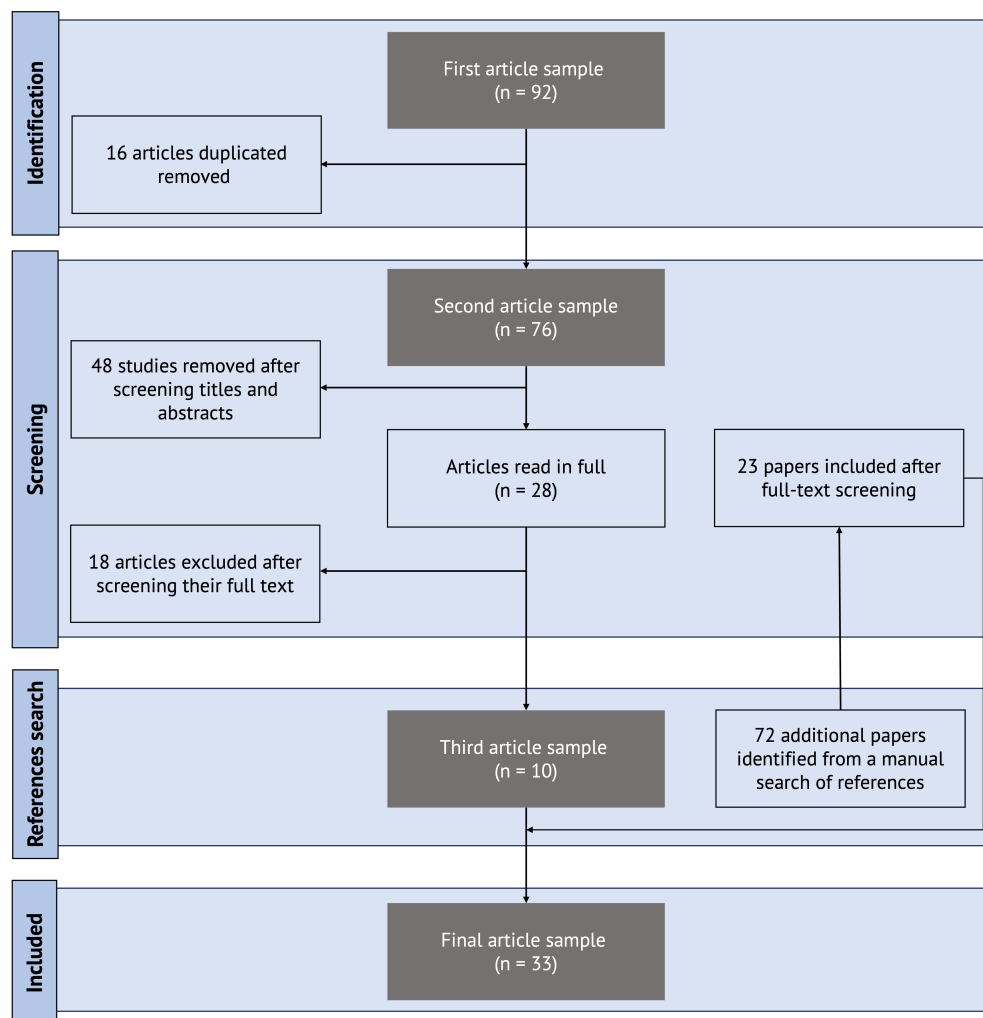 Identification
First article sample
(n = 92)
16 articles duplicated
removed
Screening
Second article sample
(n = 76)
48 studies removed after
screening titles and
abstracts
Articles read in full
(n = 28)
23 papers included after
full-text screening
18 articles excluded after
screening their full text
References search
Third article sample
(n = 10)
72 additional papers
identified from a manual
search of references
Included
Final article sample
(n = 33)